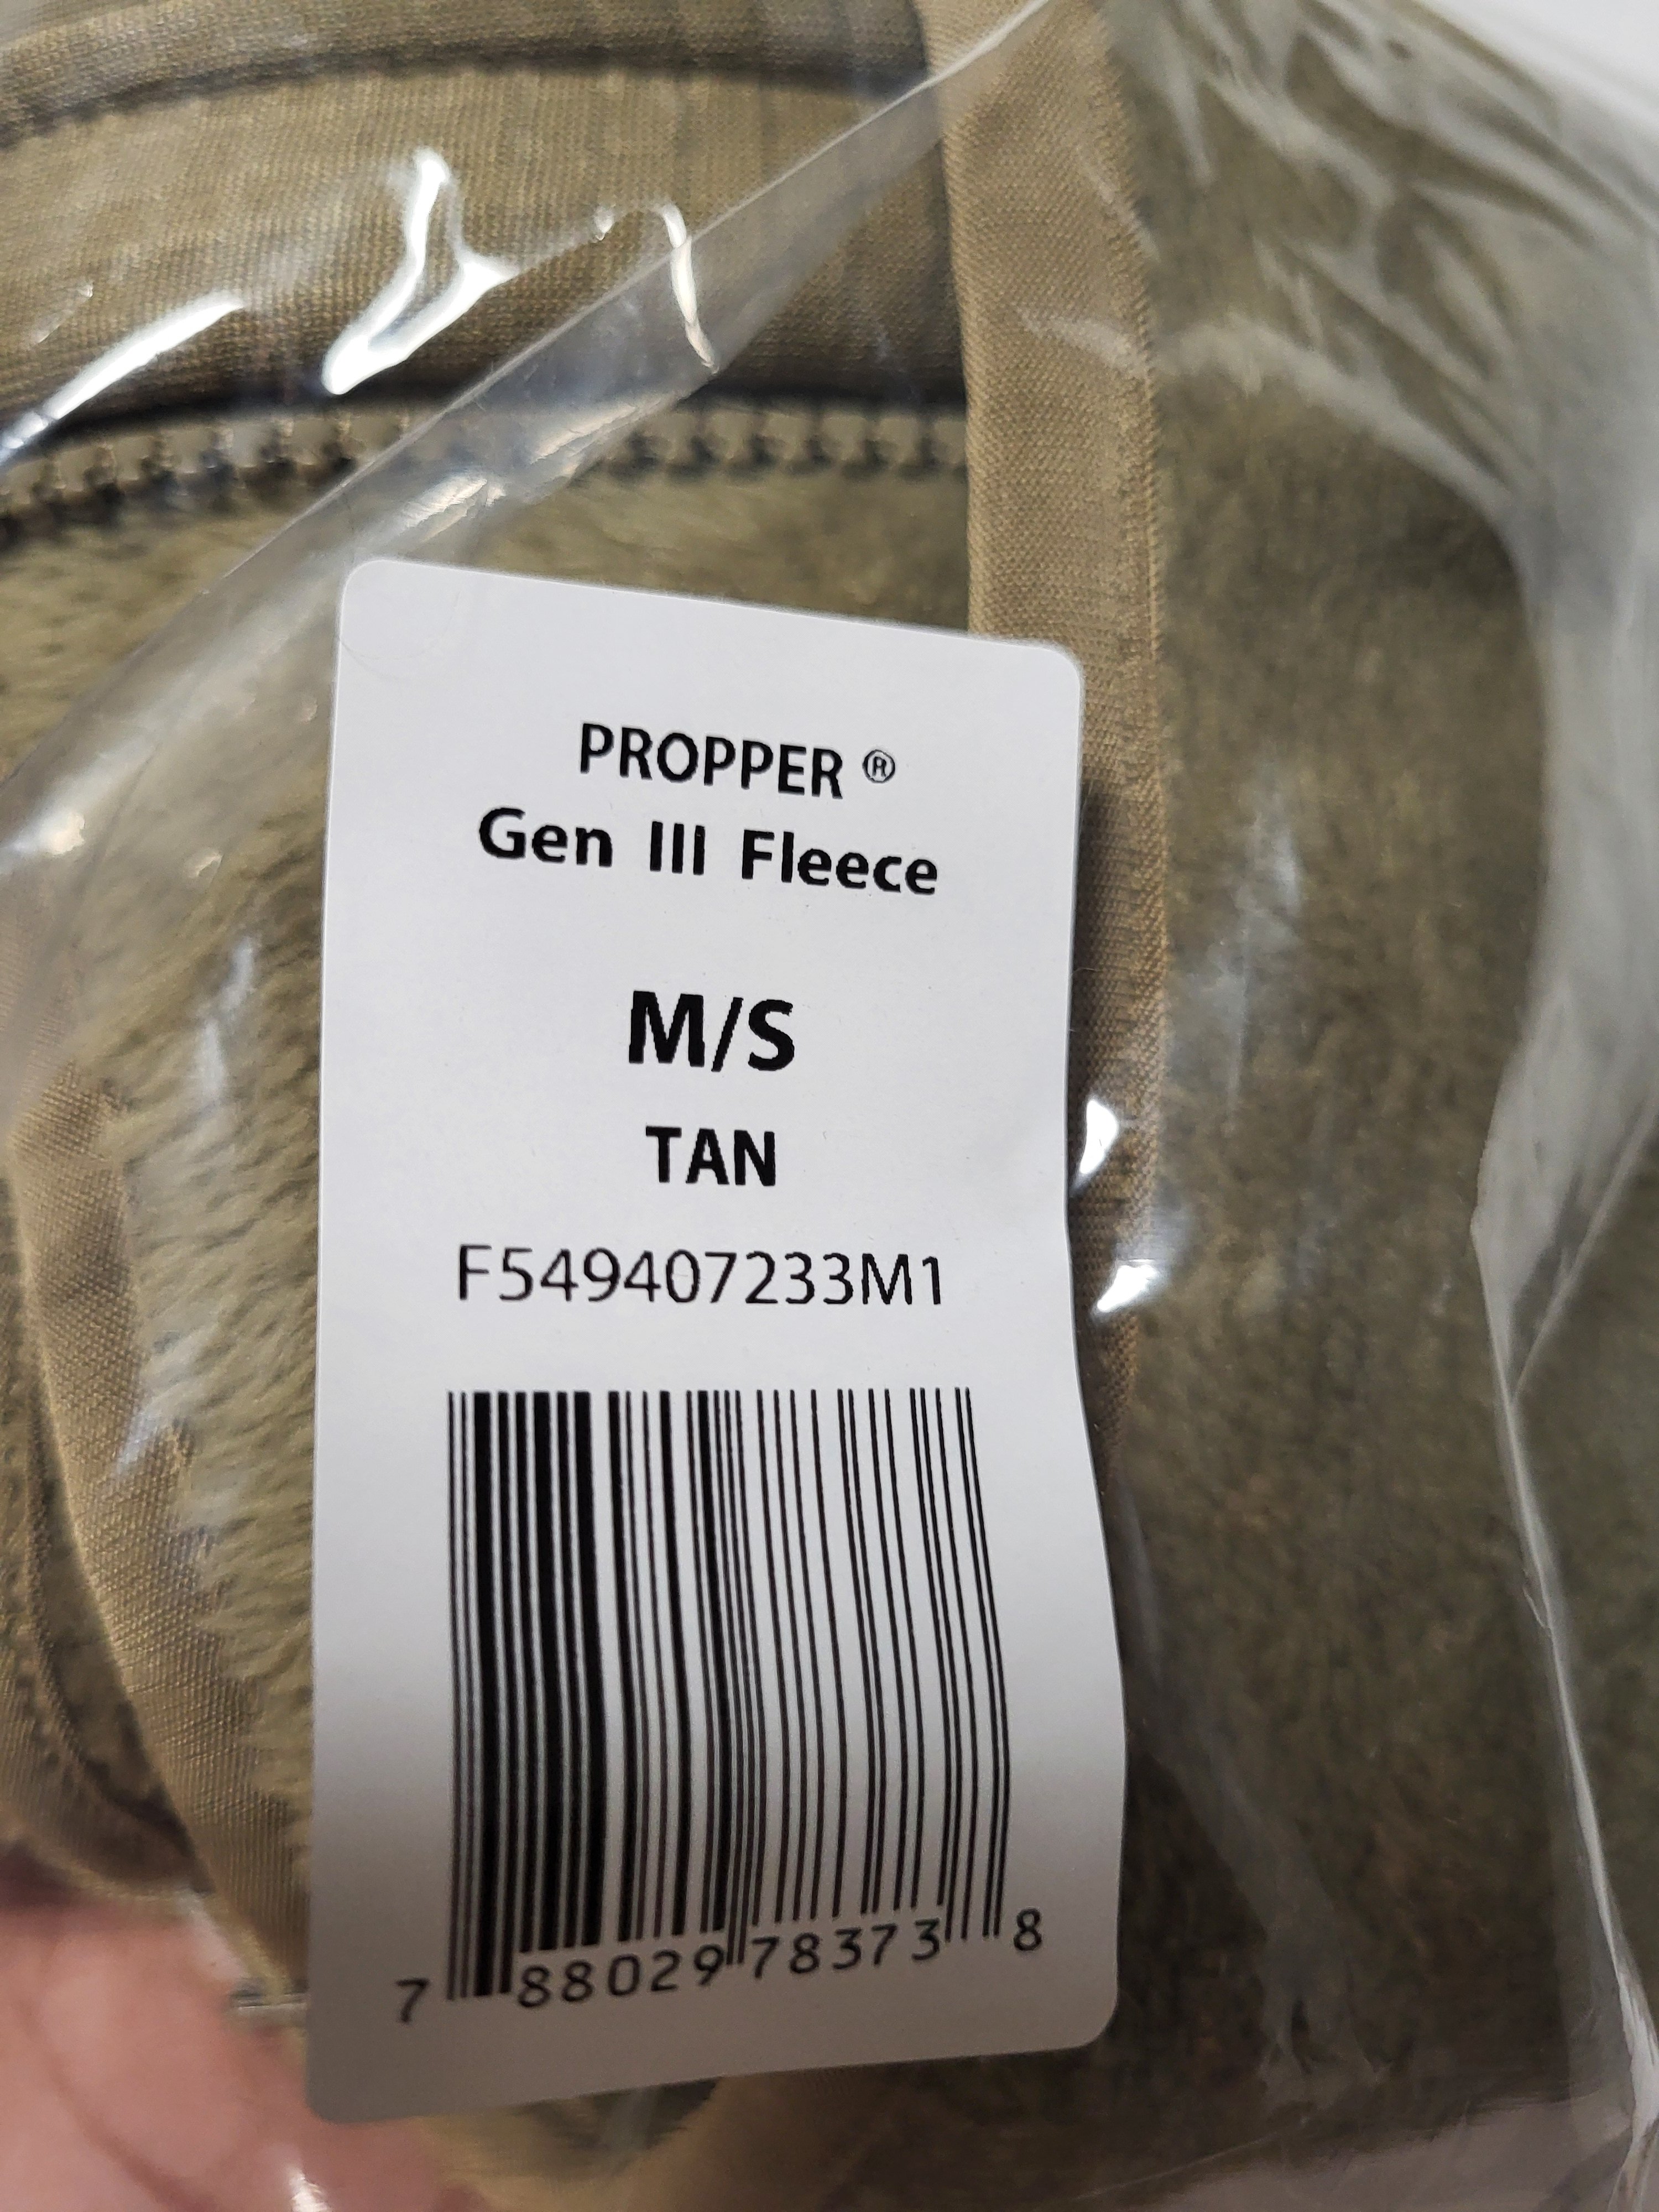 PROPPER ®
Gen III Fleece
M/S
TAN
F549407233M1
7 88029 78373 8